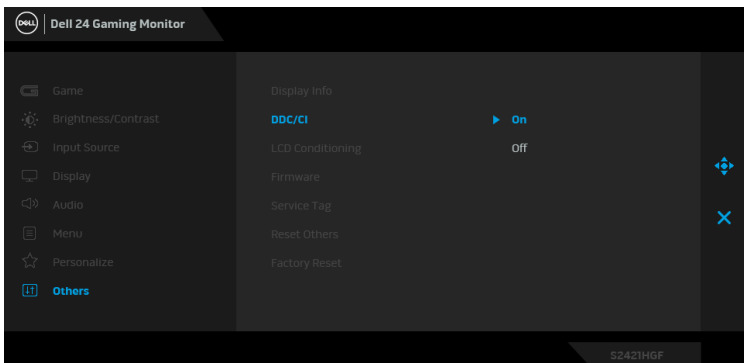 DELL
Dell 24 Gaming Monitor
Game
Brightness/Contrast
Input Source
Display
Audio
Menu
Personalize
Others
Display Info
DDC/CI
On
LCD Conditioning
Off
Firmware
Service Tag
Reset Others
Factory Reset
S2421HGF